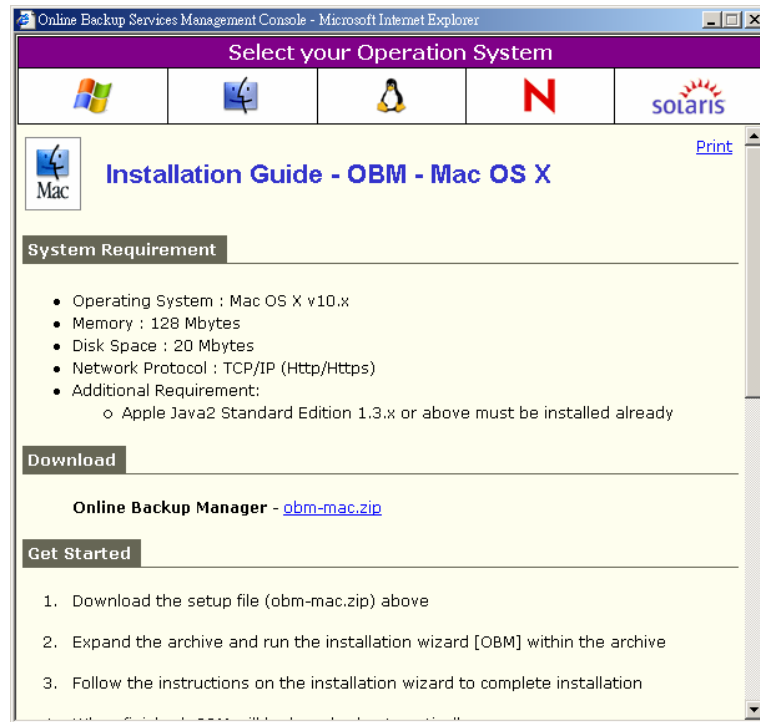 Online Backup Services Management Console - Microsoft Internet Explorer
Select your Operation System
N
solaris
Print
Mac
Installation Guide - OBM - Mac OS X
System Requirement
Operating System : Mac OS X v10.x
Memory : 128 Mbytes
Disk Space : 20 Mbytes
Network Protocol : TCP/IP (Http/Https)
Additional Requirement:
Apple Java2 Standard Edition 1.3.x or above must be installed already
Download
Online Backup Manager - obm-mac.zip
Get Started
1. Download the setup file (obm-mac.zip) above
2. Expand the archive and run the installation wizard [OBM] within the archive
3. Follow the instructions on the installation wizard to complete installation